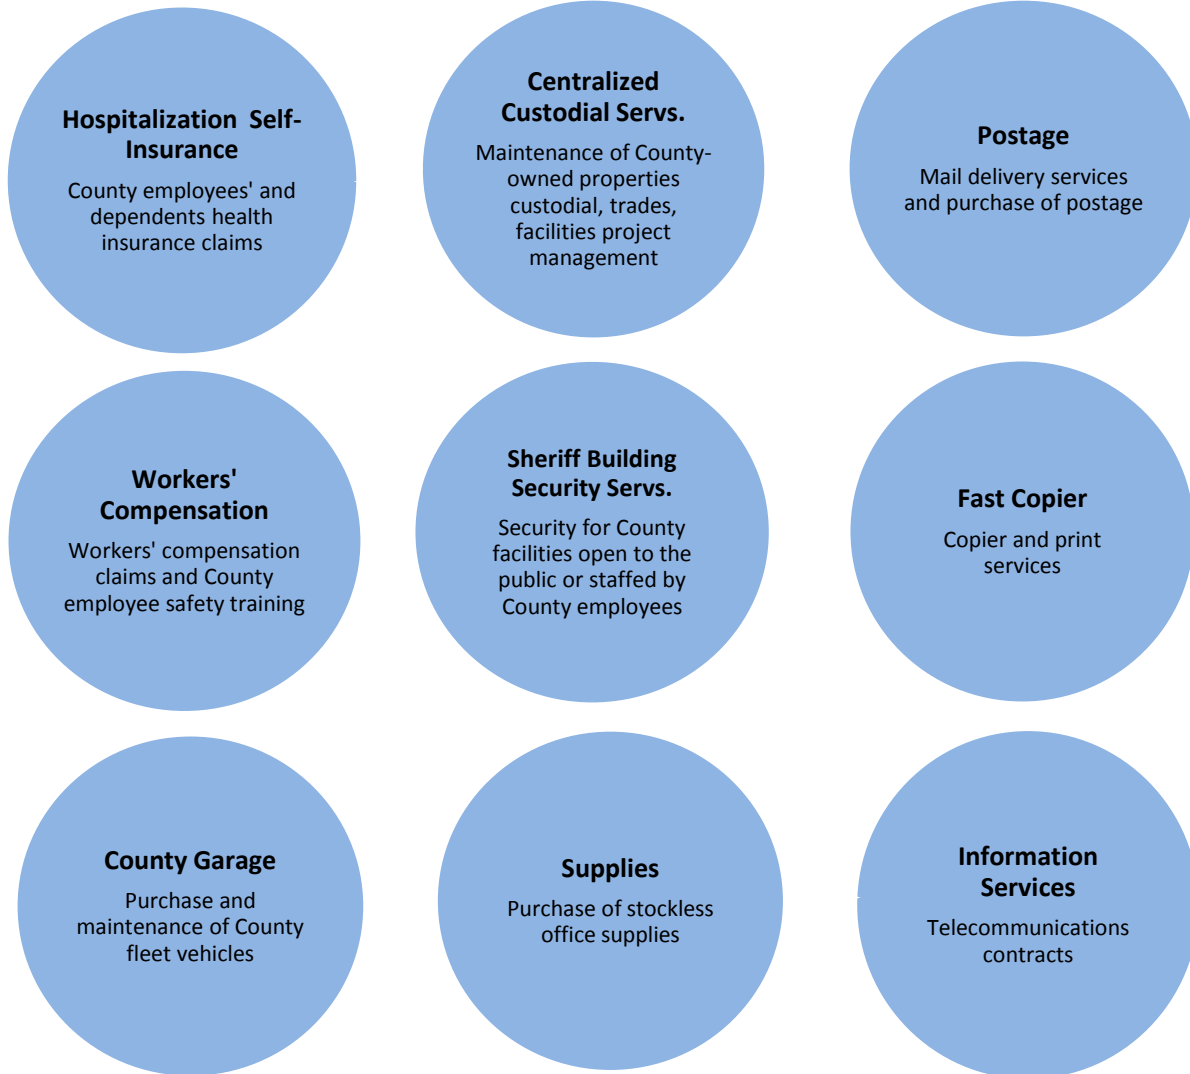 Hospitalization Self-
Insurance
County employees' and
dependents health
insurance claims
Centralized
Custodial Servs.
Maintenance of County-
owned properties
custodial, trades,
facilities project
management
Postage
Mail delivery services
and purchase of postage
Workers'
Compensation
Workers' compensation
claims and County
employee safety training
Sheriff Building
Security Servs.
Security for County
facilities open to the
public or staffed by
County employees
Fast Copier
Copier and print
services
County Garage
Purchase and
maintenance of County
fleet vehicles
Supplies
Purchase of stockless
office supplies
Information
Services
Telecommunications
contracts